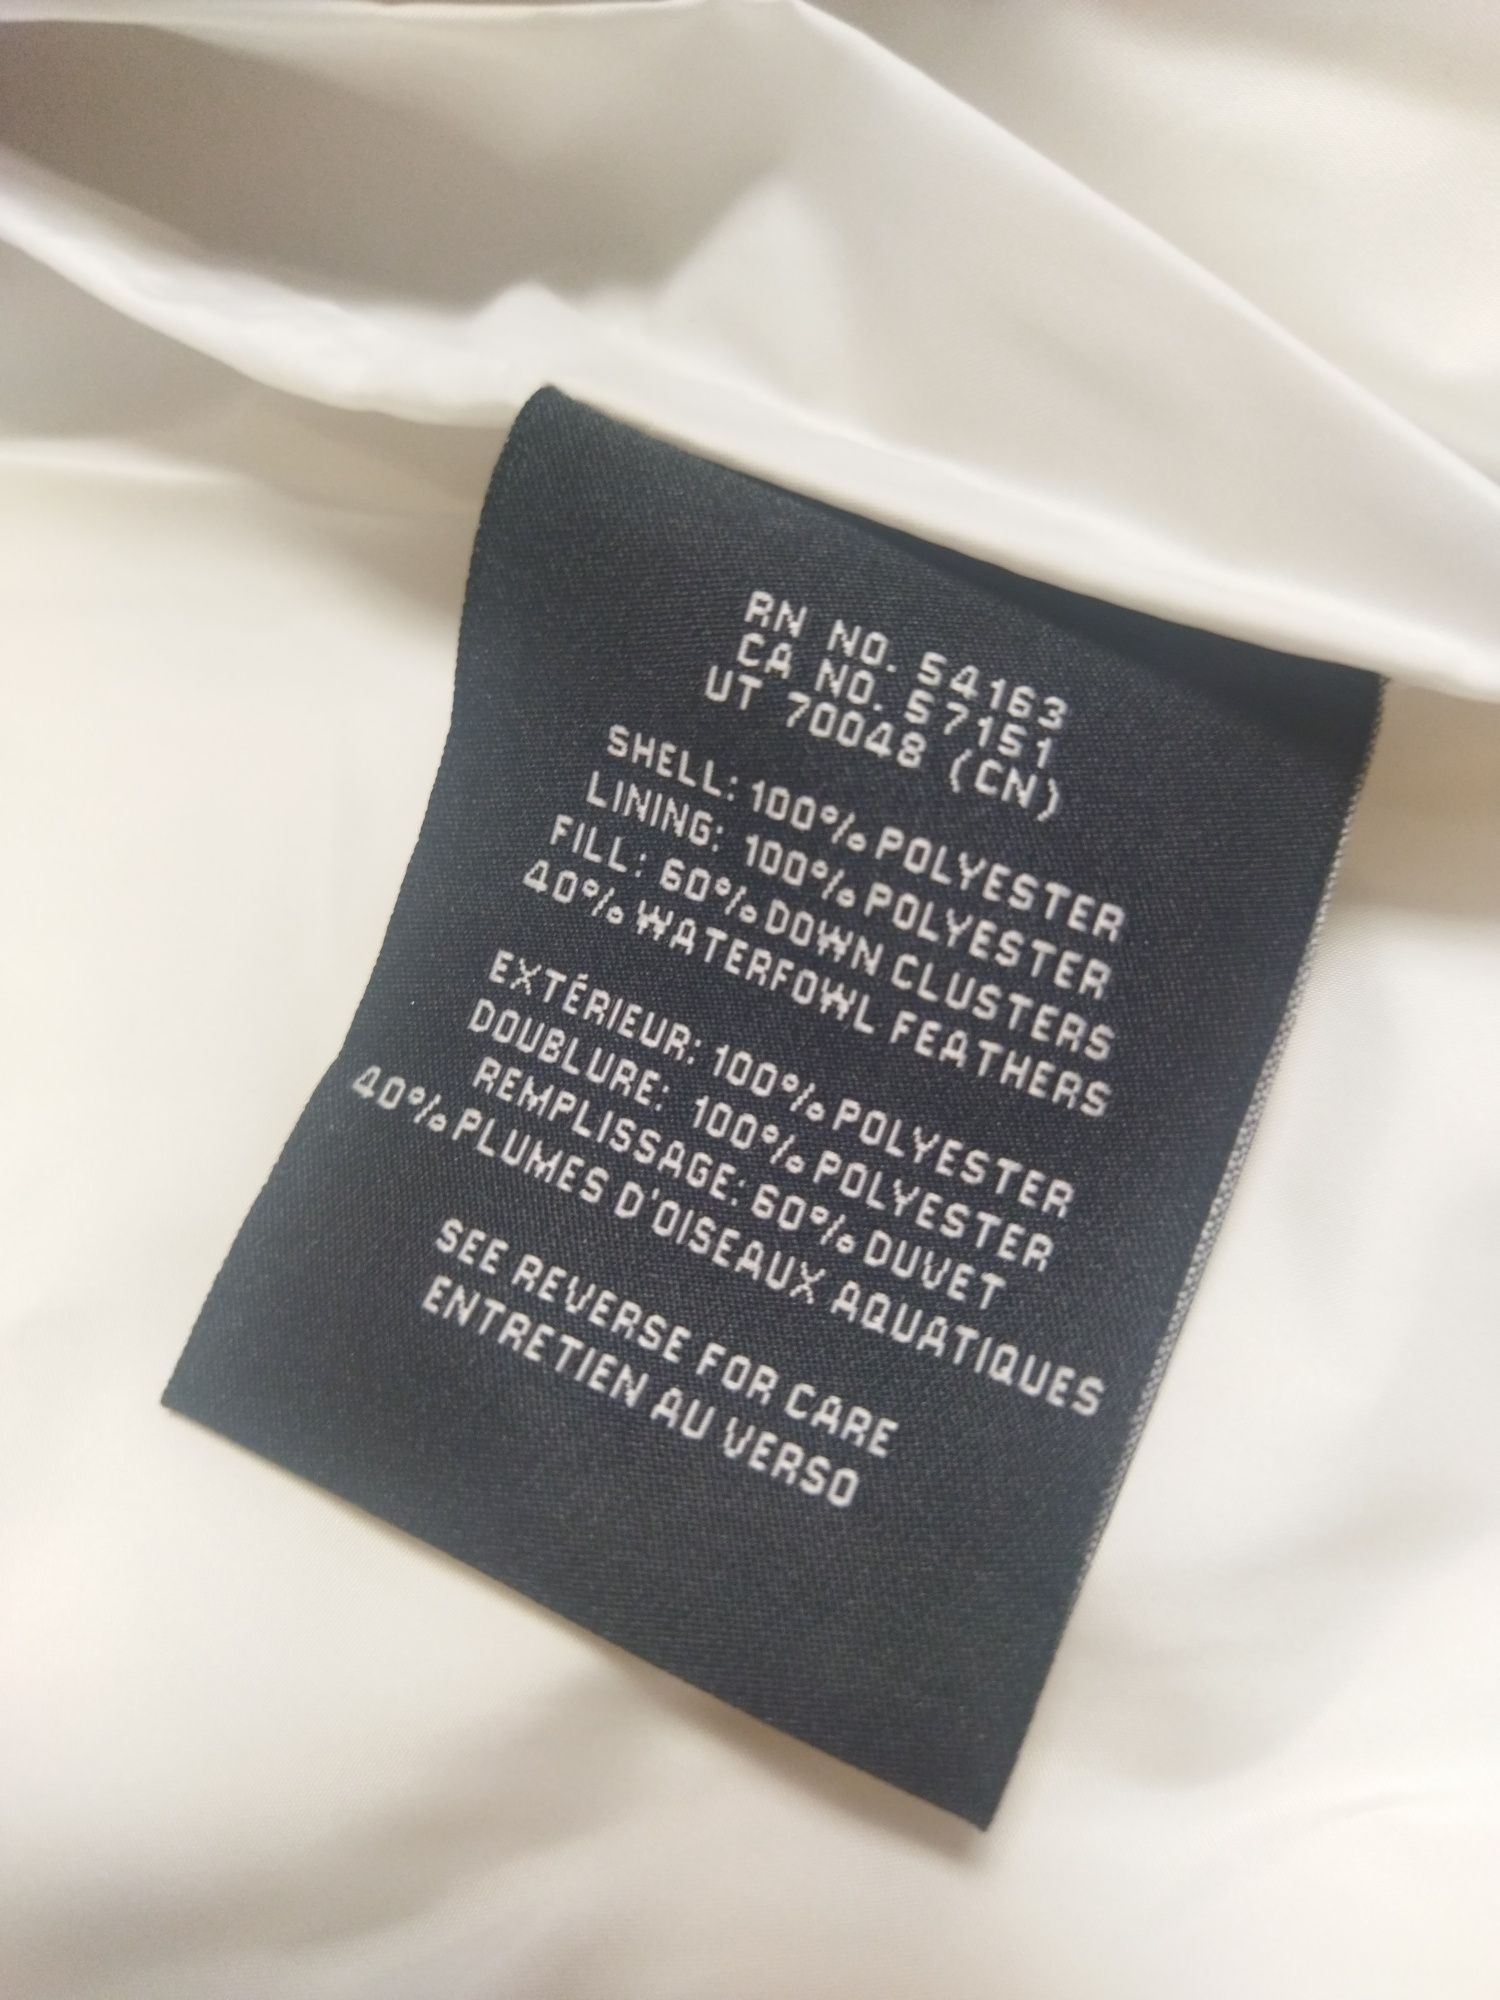 RN NO. 54163
CA NO. 57151
UT 70048 (CN)
SHELL: 100% POLYESTER
LINING: 100% POLYESTER
FILL: 60% DOWN CLUSTERS
40% WATERFOWL FEATHERS
EXTÉRIEUR: 100% POLYESTER
DOUBLURE: 100% POLYESTER
REMPLISSAGE: 60% DUVET
40% PLUMES D'OISEAUX AQUATIQUES
SEE REVERSE FOR CARE
ENTRETIEN AU VERSO